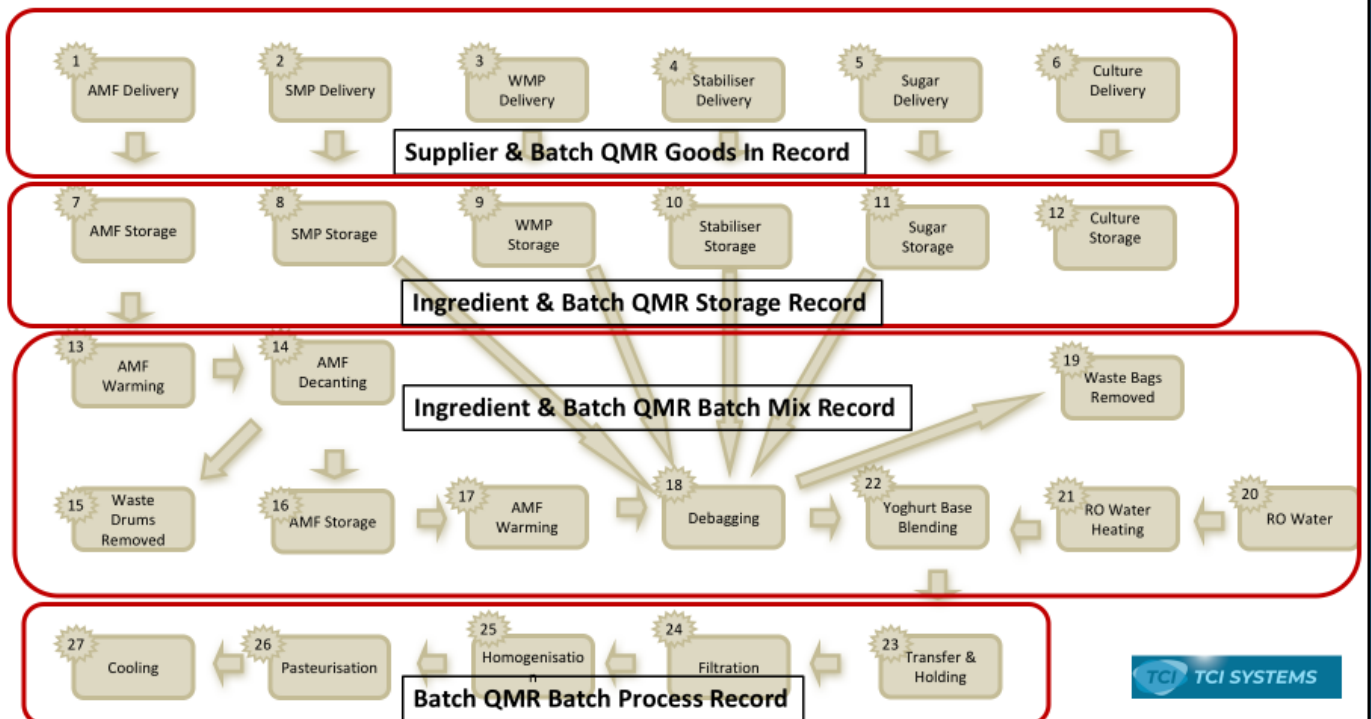 1
AMF Delivery
2
SMP Delivery
3
WMP
Delivery
4
Stabiliser
Delivery
5
Sugar
Delivery
6
Culture
Delivery
Supplier & Batch QMR Goods In Record
7
AMF Storage
8
SMP Storage
9
WMP
Storage
10
Stabiliser
Storage
11
Sugar
Storage
12
Culture
Storage
Ingredient & Batch QMR Storage Record
13
AMF
Warming
14
AMF
Decanting
19
Waste Bags
Removed
Ingredient & Batch QMR Batch Mix Record
15
Waste
Drums
Removed
16
AMF Storage
17
AMF
Warming
18
Debagging
22
Yoghurt Base
Blending
21
RO Water
Heating
20
RO Water
27
Cooling
26
Pasteurisation
25
Homogenisatio
n
24
Filtration
23
Transfer &
Holding
Batch QMR Batch Process Record
TCI TCI SYSTEMS